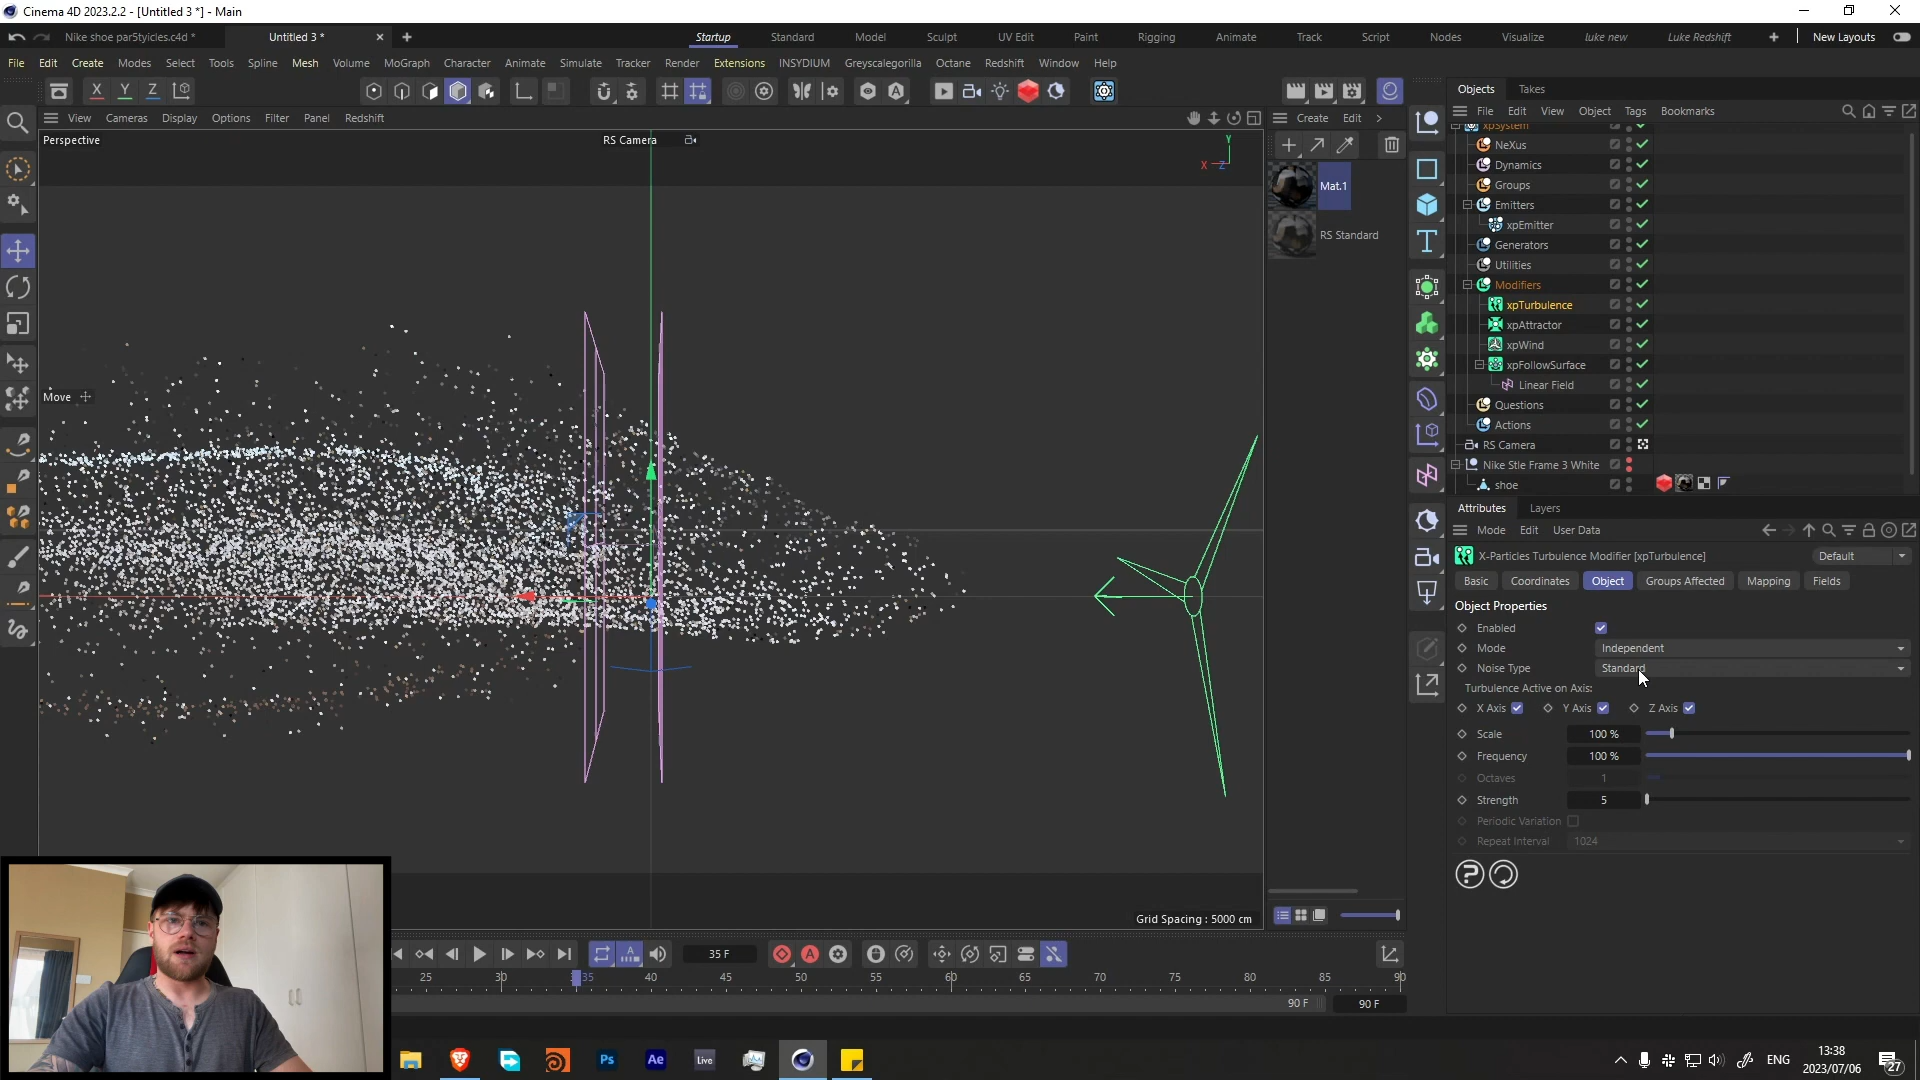 Cinema 4D 2023.2.2 - [Untitled 3 *] - Main
Nike shoe par5tyicles.c4d *
Untitled 3 *
Startup Standard Model Sculpt UV Edit Paint Rigging Animate Track Script Nodes Visualize luke new Luke Redshift New Layouts
File Edit Create Modes Select Tools Spline Mesh Volume MoGraph Character Animate Simulate Tracker Render Extensions INSYDIUM Greyscalegorilla Octane Redshift Window Help
X Y Z
View Cameras Display Options Filter Panel Redshift
Perspective
RS Camera
Y
X Z
Move
Grid Spacing : 5000 cm
Create Edit
Mat.1
RS Standard
Objects Takes
File Edit View Object Tags Bookmarks
xpSystem
NeXus
Dynamics
Groups
Emitters
xpEmitter
Generators
Utilities
Modifiers
xpTurbulence
xpAttractor
xpWind
xpFollowSurface
Linear Field
Questions
Actions
RS Camera
Nike Stle Frame 3 White
shoe
Attributes Layers
Mode Edit User Data
X-Particles Turbulence Modifier [xpTurbulence]
Default
Basic Coordinates Object Groups Affected Mapping Fields
Object Properties
Enabled
Mode Independent
Noise Type Standard
Turbulence Active on Axis:
X Axis Y Axis Z Axis
Scale 100 %
Frequency 100 %
Octaves 1
Strength 5
Periodic Variation
Repeat Interval 1024
35 F
25 30 35 40 45 50 55 60 65 70 75 80 85 90
90 F 90 F
Ps Ae Live
ENG
13:38
2023/07/06
27